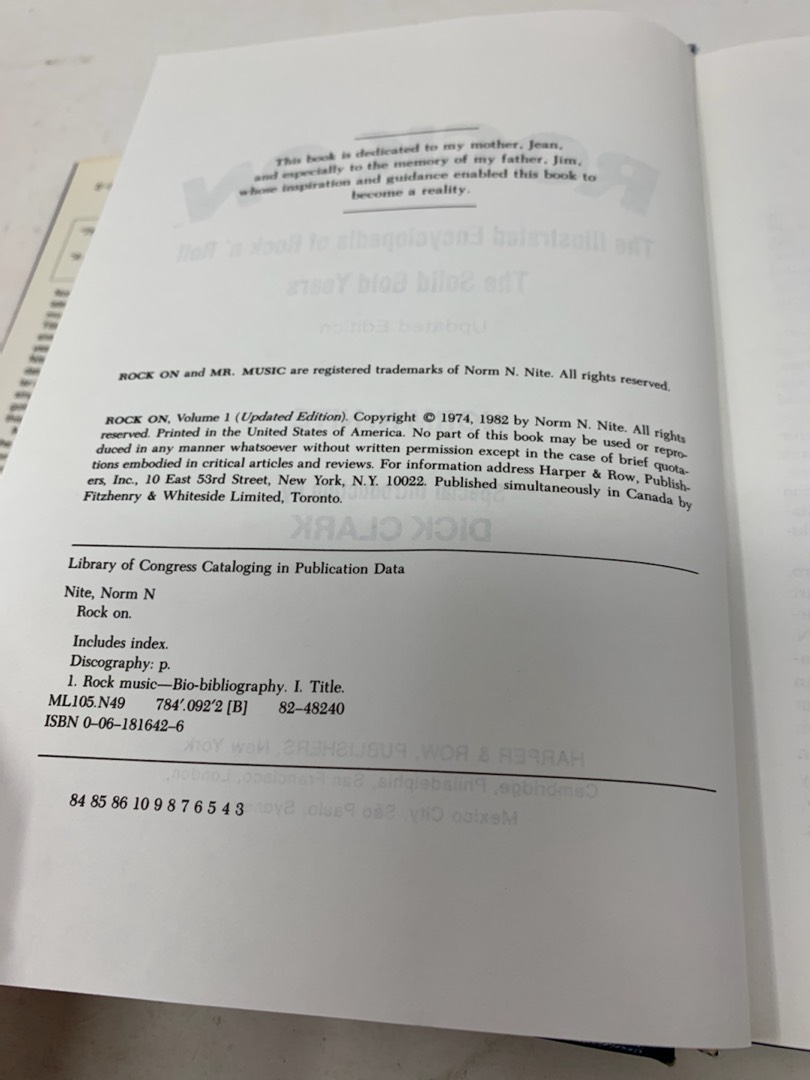 This book is dedicated to my mother, Jean,
and especially to the memory of my father, Jim,
whose inspiration and guidance enabled this book to
become a reality.
ROCK ON and MR. MUSIC are registered trademarks of Norm N. Nite. All rights reserved.
ROCK ON, Volume 1 (Updated Edition). Copyright © 1974, 1982 by Norm N. Nite. All rights
reserved. Printed in the United States of America. No part of this book may be used or repro-
duced in any manner whatsoever without written permission except in the case of brief quota-
tions embodied in critical articles and reviews. For information address Harper & Row, Publish-
ers, Inc., 10 East 53rd Street, New York, N.Y. 10022. Published simultaneously in Canada by
Fitzhenry & Whiteside Limited, Toronto.
Library of Congress Cataloging in Publication Data
Nite, Norm N
Rock on.
Includes index.
Discography: p.
1. Rock music—Bio-bibliography. I. Title.
ML105.N49 784'.092'2 [B] 82–48240
ISBN 0–06–181642–6
84 85 86 10 9 8 7 6 5 4 3